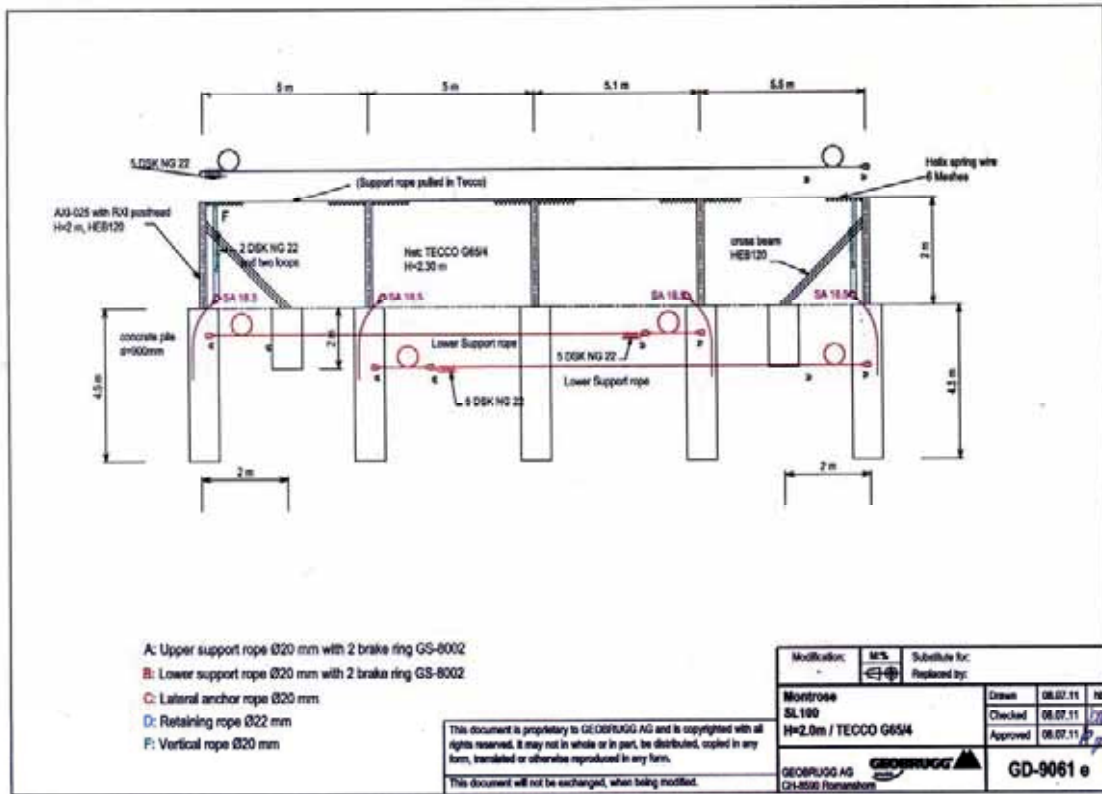 5 m
5 m
5.1 m
5.5 m
5 DSK NG 22
(Support rope pulled in Tecco)
Helix spring wire
6 Meshes
AXI-025 with RXI posthead
H=2 m, HEB120
F
2 DSK NG 22
and two loops
Net: TECCO G65/4
H=2.30 m
cross beam
HEB120
2 m
SA 18.5
SA 18.5
SA 18.5
SA 18.5
concrete pile
d=900mm
2 m
Lower Support rope
5 DSK NG 22
Lower Support rope
6 DSK NG 22
4.5 m
4.5 m
2 m
2 m
A: Upper support rope Ø20 mm with 2 brake ring GS-8002
B: Lower support rope Ø20 mm with 2 brake ring GS-8002
C: Lateral anchor rope Ø20 mm
D: Retaining rope Ø22 mm
F: Vertical rope Ø20 mm
This document is proprietary to GEOBRUGG AG and is copyrighted with all
rights reserved. It may not in whole or in part, be distributed, copied in any
form, translated or otherwise reproduced in any form.
This document will not be exchanged, when being modified.
Modification:
-
Substitute for:
Replaced by:
Montrose
SL100
H=2.0m / TECCO G65/4
Drawn 08.07.11
Checked 08.07.11
Approved 08.07.11
GEOBRUGG AG
CH-8590 Romanshorn
GEOBRUGG
GD-9061 e